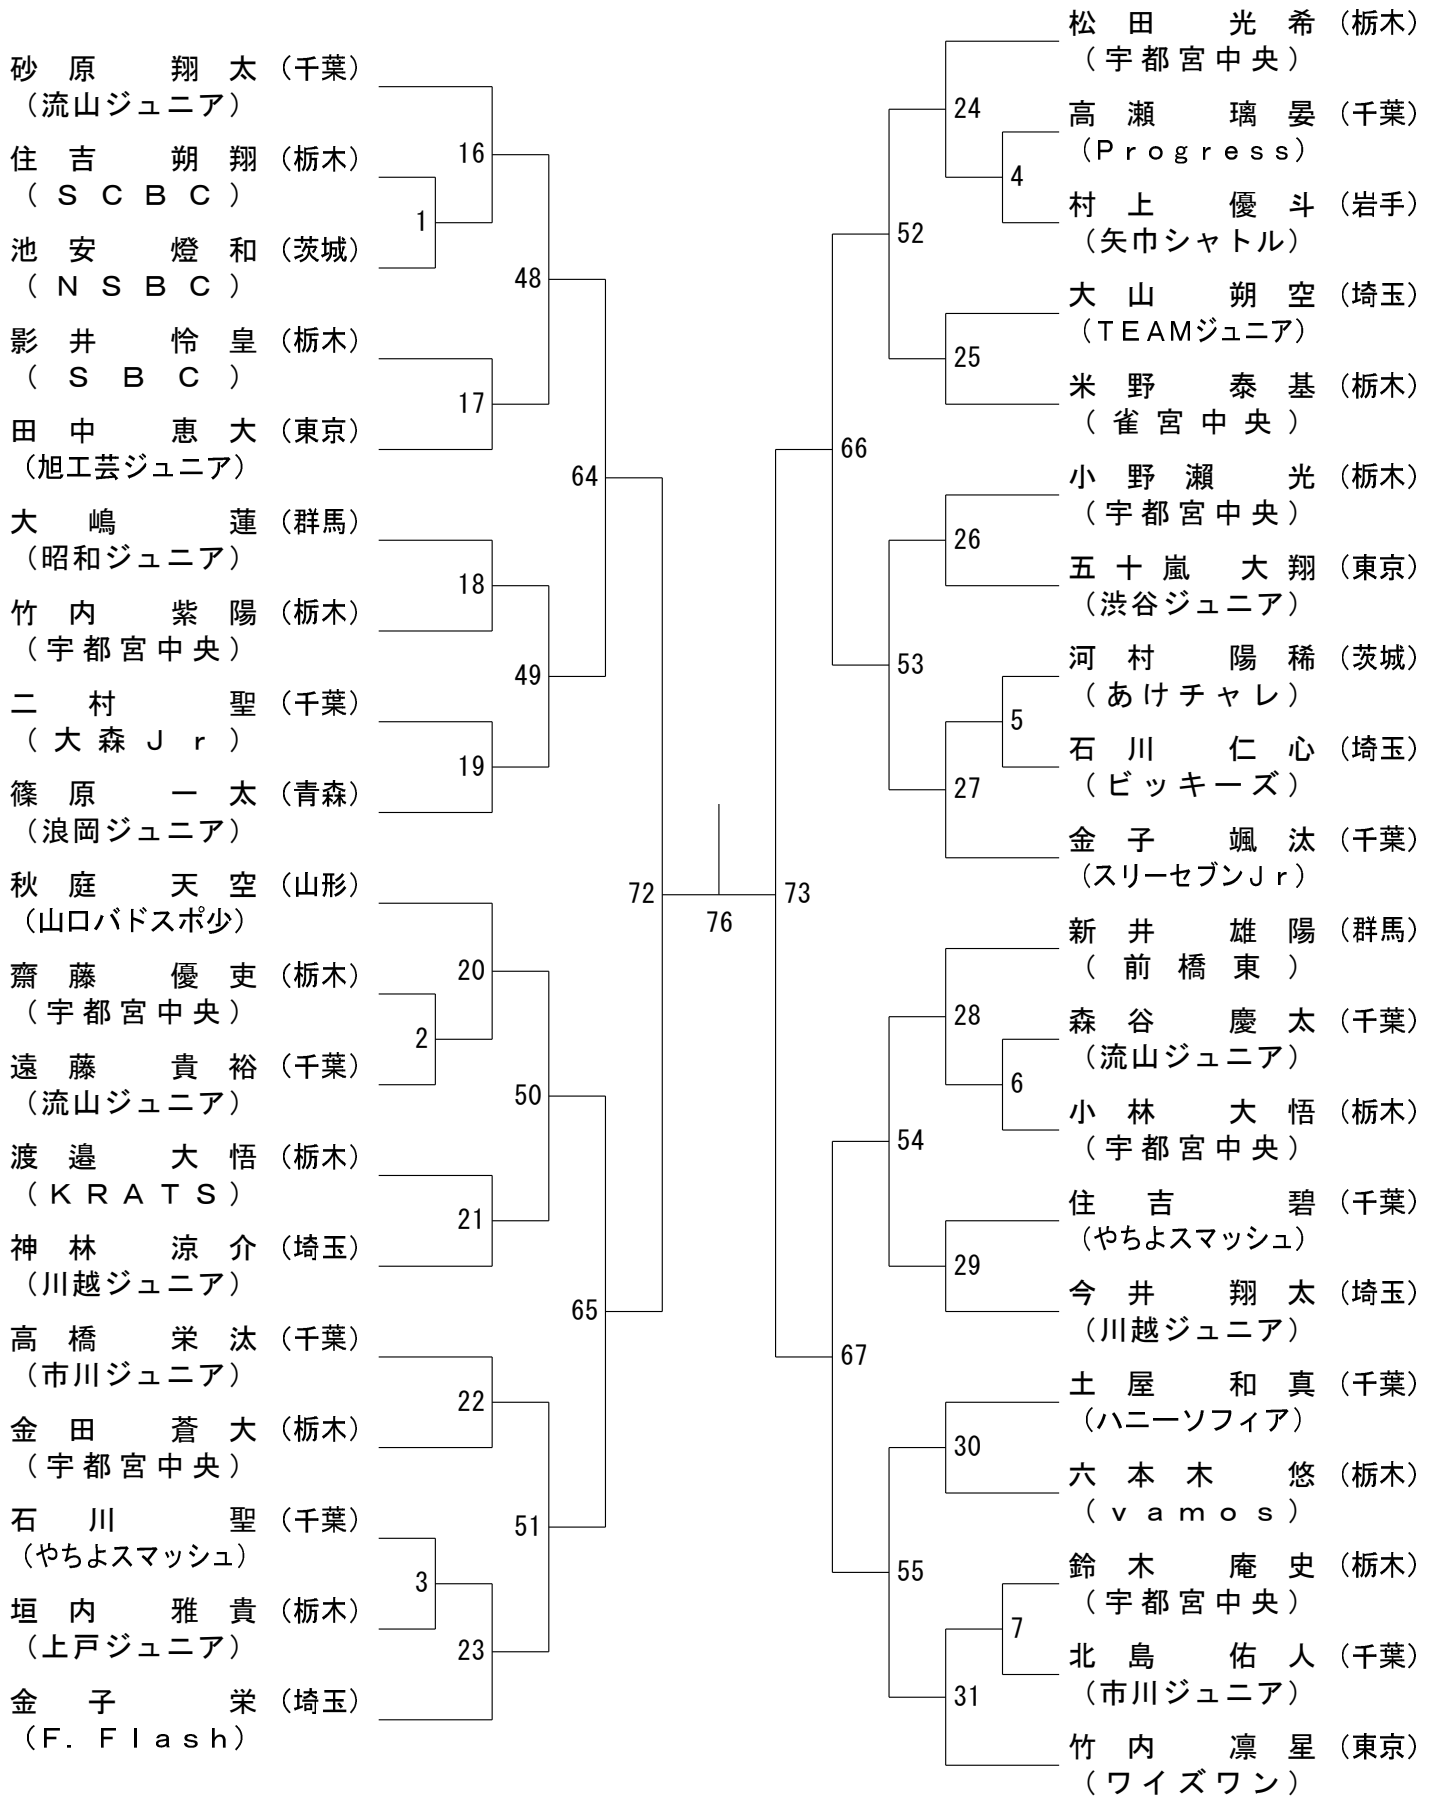 砂原 翔太（千葉）
（流山ジュニア）
16
住吉 朔翔（栃木）
（ＳＣＢＣ）
1
池安 燈和（茨城）
（ＮＳＢＣ）
48
影井 怜皇（栃木）
（ＳＢＣ）
17
田中 恵大（東京）
（旭工芸ジュニア）
64
大嶋 蓮（群馬）
（昭和ジュニア）
18
竹内 紫陽（栃木）
（宇都宮中央）
49
二村 聖（千葉）
（大森Ｊｒ）
19
篠原 一太（青森）
（浪岡ジュニア）
72
秋庭 天空（山形）
（山口バドスポ少）
20
齋藤 優吏（栃木）
（宇都宮中央）
2
遠藤 貴裕（千葉）
（流山ジュニア）
50
渡邉 大悟（栃木）
（ＫＲＡＴＳ）
21
神林 涼介（埼玉）
（川越ジュニア）
65
高橋 栄汰（千葉）
（市川ジュニア）
22
金田 蒼大（栃木）
（宇都宮中央）
51
石川 聖（千葉）
（やちよスマッシュ）
3
垣内 雅貴（栃木）
（上戸ジュニア）
23
金子 栄（埼玉）
（Ｆ．Ｆｌａｓｈ）
76
松田 光希（栃木）
（宇都宮中央）
24
高瀬 璃晏（千葉）
（Ｐｒｏｇｒｅｓｓ）
4
村上 優斗（岩手）
（矢巾シャトル）
52
大山 朔空（埼玉）
（ＴＥＡＭジュニア）
25
米野 泰基（栃木）
（雀宮中央）
66
小野瀬 光（栃木）
（宇都宮中央）
26
五十嵐 大翔（東京）
（渋谷ジュニア）
53
河村 陽稀（茨城）
（あけチャレ）
5
石川 仁心（埼玉）
（ビッキーズ）
27
金子 颯汰（千葉）
（スリーセブンＪｒ）
73
新井 雄陽（群馬）
（前橋東）
28
森谷 慶太（千葉）
（流山ジュニア）
6
小林 大悟（栃木）
（宇都宮中央）
54
住吉 碧（千葉）
（やちよスマッシュ）
29
今井 翔太（埼玉）
（川越ジュニア）
67
土屋 和真（千葉）
（ハニーソフィア）
30
六本木 悠（栃木）
（ｖａｍｏｓ）
55
鈴木 庵史（栃木）
（宇都宮中央）
7
北島 佑人（千葉）
（市川ジュニア）
31
竹内 凛星（東京）
（ワイズワン）